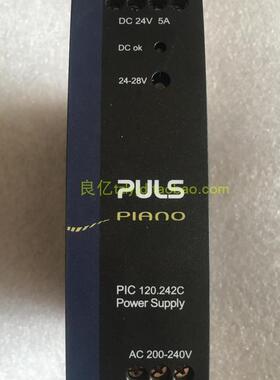 DC 24V 5A
DC ok
24-28V
PULS
PIANO
PIC 120.242C
Power Supply
AC 200-240V